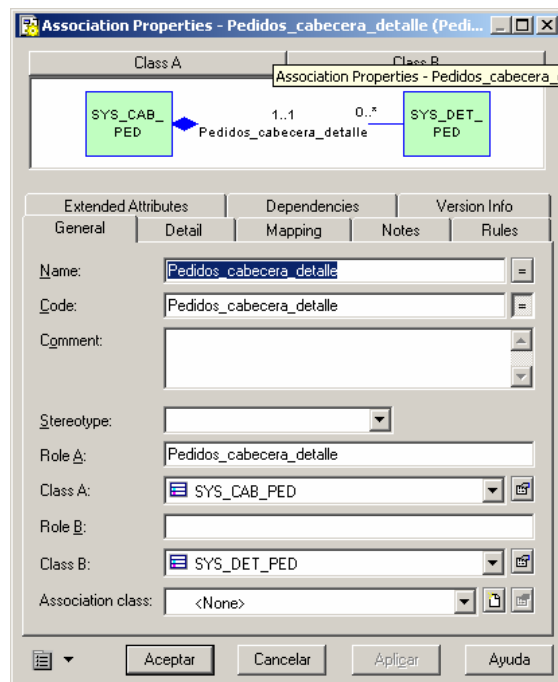 Association Properties - Pedidos_cabecera_detalle (Pedi...
Class A
Association Properties - Pedidos_cabecera_
SYS_CAB_
PED
1..1
0..*
Pedidos_cabecera_detalle
SYS_DET_
PED
Extended Attributes
Dependencies
Version Info
General
Detail
Mapping
Notes
Rules
Name:
Pedidos_cabecera_detalle
=
Code:
Pedidos_cabecera_detalle
=
Comment:
Stereotype:
Role A:
Pedidos_cabecera_detalle
Class A:
SYS_CAB_PED
Role B:
Class B:
SYS_DET_PED
Association class:
<None>
Aceptar
Cancelar
Aplicar
Ayuda